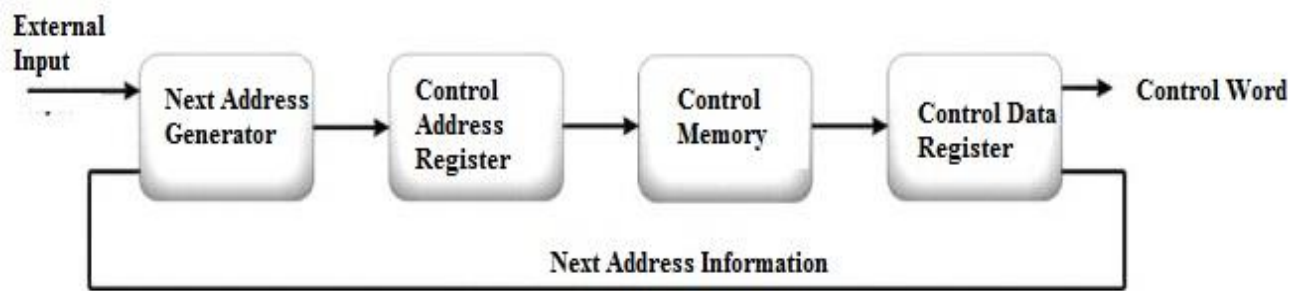 External
Input
Next Address
Generator
Control
Address
Register
Control
Memory
Control Data
Register
Control Word
Next Address Information